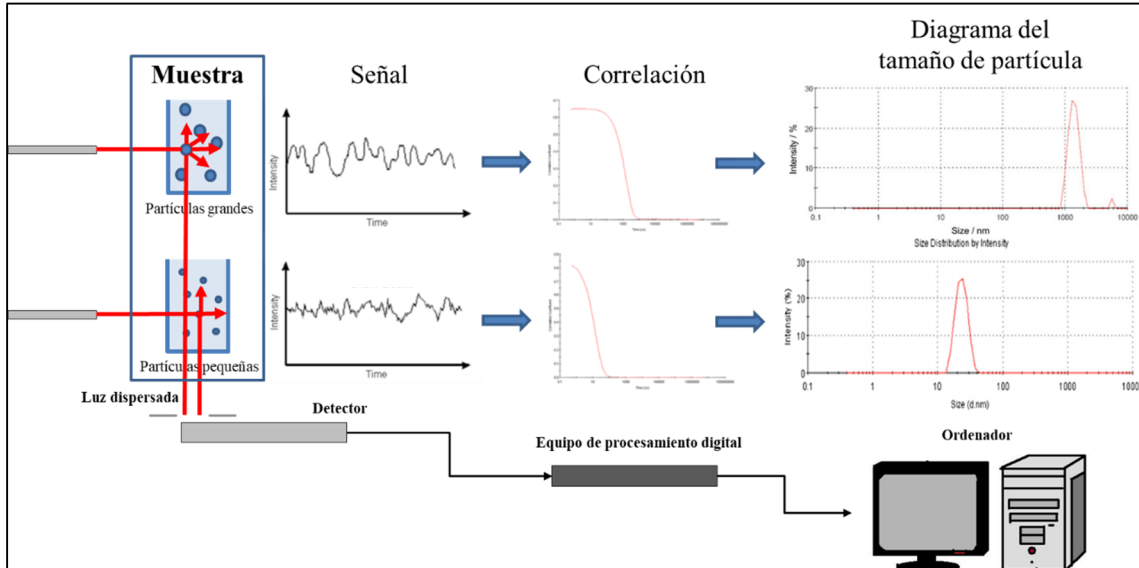 Muestra
Señal
Correlación
Diagrama del
tamaño de partícula
Partículas grandes
Intensity
Time
Intensity / %
30
20
10
0
0.1
1
10
100
1000
10000
Size / nm
Size Distribution by Intensity
Partículas pequeñas
Intensity
Time
Intensity (%)
30
20
10
0
0.1
1
10
100
1000
1000
Size (d.nm)
Luz dispersada
Detector
Equipo de procesamiento digital
Ordenador